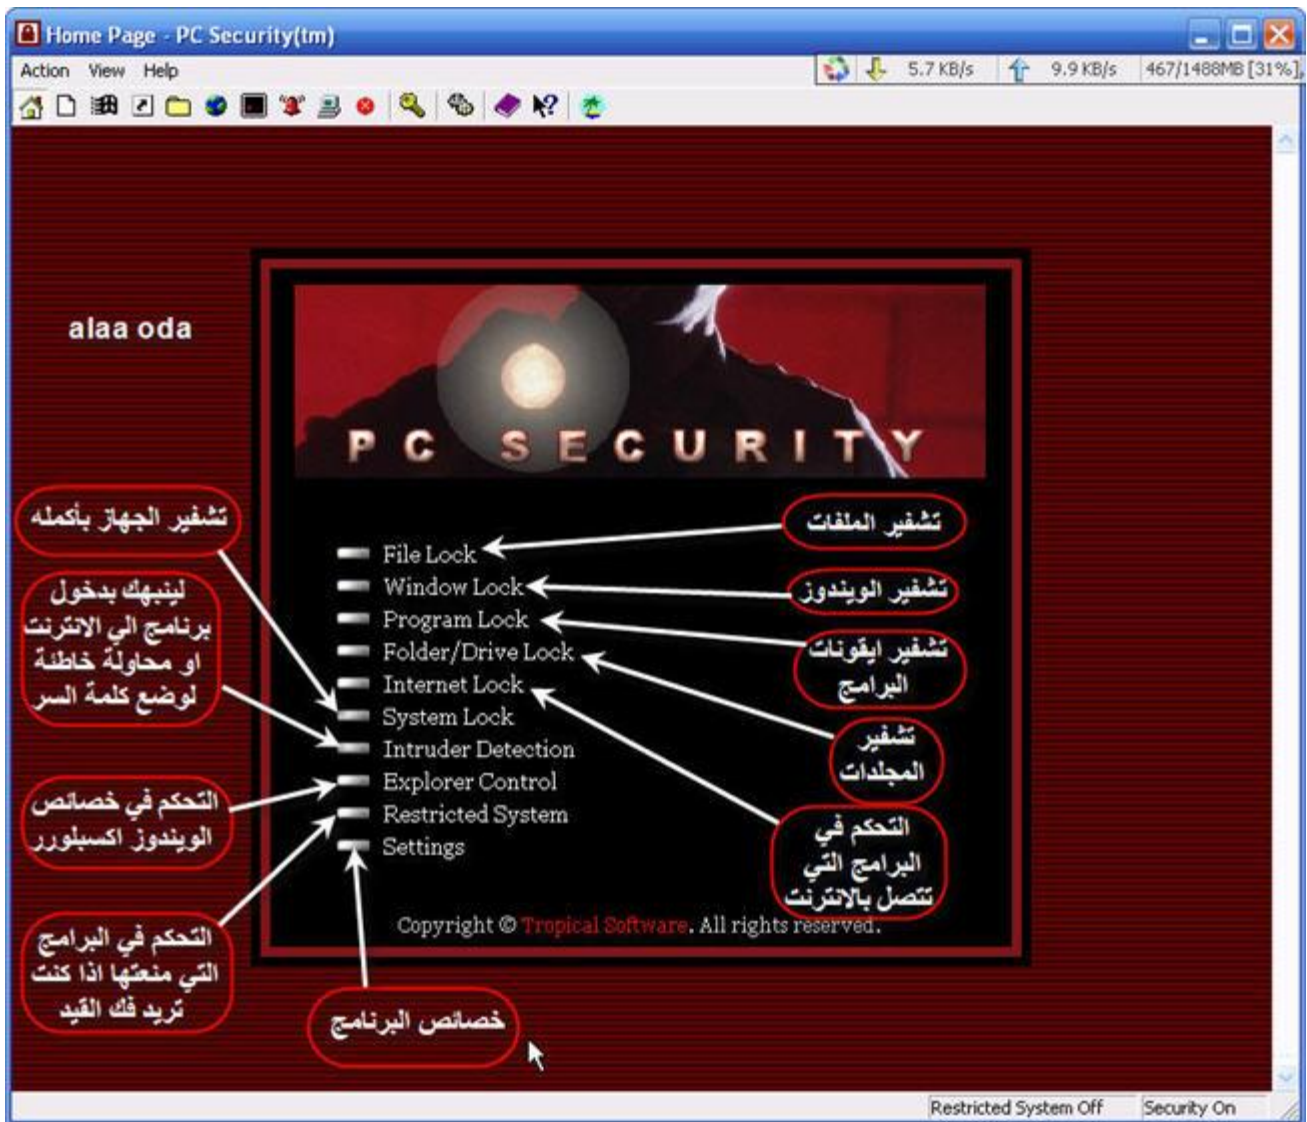 Home Page - PC Security(tm)
Action View Help
5.7 KB/s 9.9 KB/s 467/1488MB [31%]
alaa oda
PC SECURITY
File Lock
Window Lock
Program Lock
Folder/Drive Lock
Internet Lock
System Lock
Intruder Detection
Explorer Control
Restricted System
Settings
Copyright © Tropical Software. All rights reserved.
تشفير الملفات
تشفير الويندوز
تشفير ايقونات
البرامج
تشفير
المجلدات
التحكم في
البرامج التي
تتصل بالانترنت
تشفير الجهاز بأكمله
لينبهك بدخول
برنامج الي الانترنت
او محاولة خاطئة
لوضع كلمة السر
التحكم في خصائص
الويندوز اكسبلورر
التحكم في البرامج
التي منعتها اذا كنت
تريد فك القيد
خصائص البرنامج
Restricted System Off
Security On